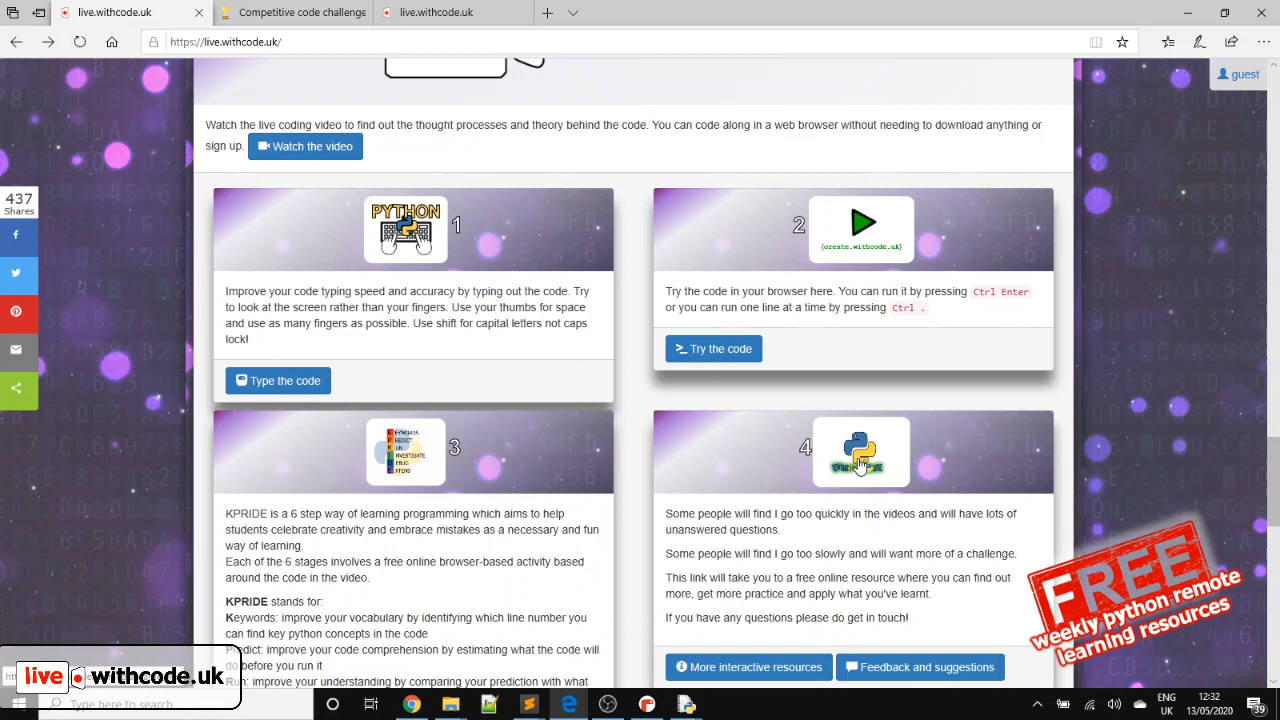 live.withcode.uk
Competitive code challenge
live.withcode.uk
https://live.withcode.uk/
guest
Watch the live coding video to find out the thought processes and theory behind the code. You can code along in a web browser without needing to download anything or
sign up. Watch the video
437
Shares
PYTHON
1
2
{create.withcode.uk}
Improve your code typing speed and accuracy by typing out the code. Try
to look at the screen rather than your fingers. Use your thumbs for space
and use as many fingers as possible. Use shift for capital letters not caps
lock!
Type the code
Try the code in your browser here. You can run it by pressing Ctrl Enter
or you can run one line at a time by pressing Ctrl .
Try the code
KEYWORDS
PREDICT
RUN
INVESTIGATE
EXTEND
3
4
KPRIDE is a 6 step way of learning programming which aims to help
students celebrate creativity and embrace mistakes as a necessary and fun
way of learning.
Each of the 6 stages involves a free online browser-based activity based
around the code in the video.
KPRIDE stands for:
Keywords: improve your vocabulary by identifying which line number you
can find key python concepts in the code
Predict: improve your code comprehension by estimating what the code will
do before you run it
Run: improve your understanding by comparing your prediction with what
Some people will find I go too quickly in the videos and will have lots of
unanswered questions.
Some people will find I go too slowly and will want more of a challenge.
This link will take you to a free online resource where you can find out
more, get more practice and apply what you've learnt.
If you have any questions please do get in touch!
More interactive resources
Feedback and suggestions
FREE
weekly python remote
learning resources
live withcode.uk
Type here to search
ENG
UK
12:32
13/05/2020
39